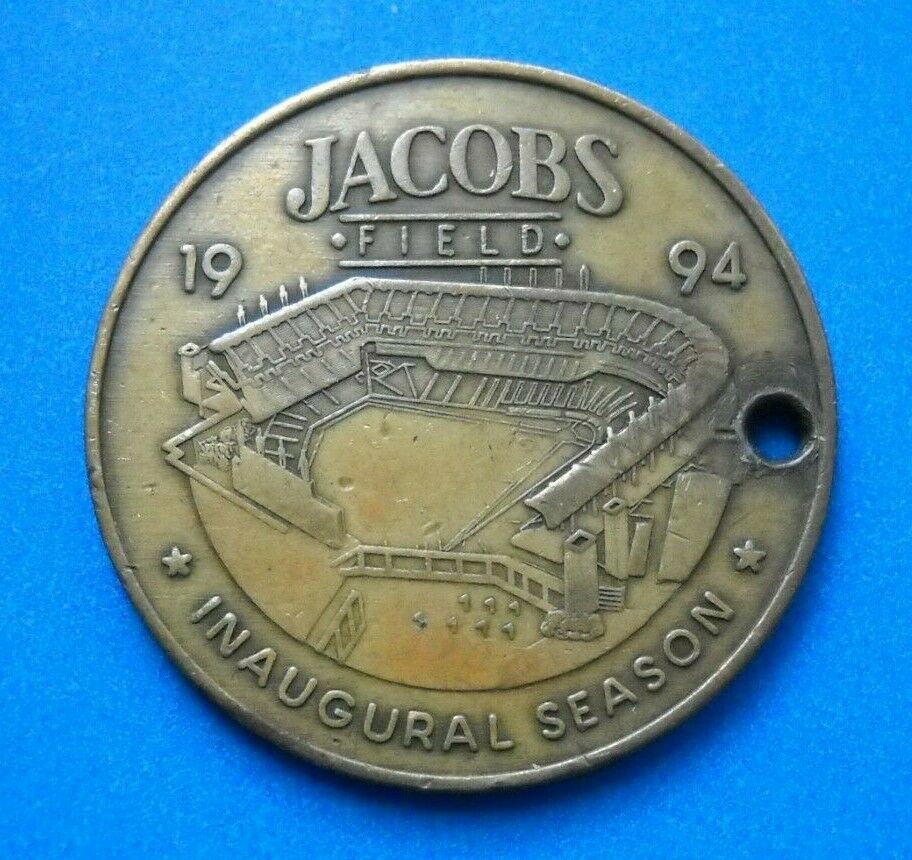 JACOBS
• FIELD •
19 94
★ INAUGURAL SEASON ★